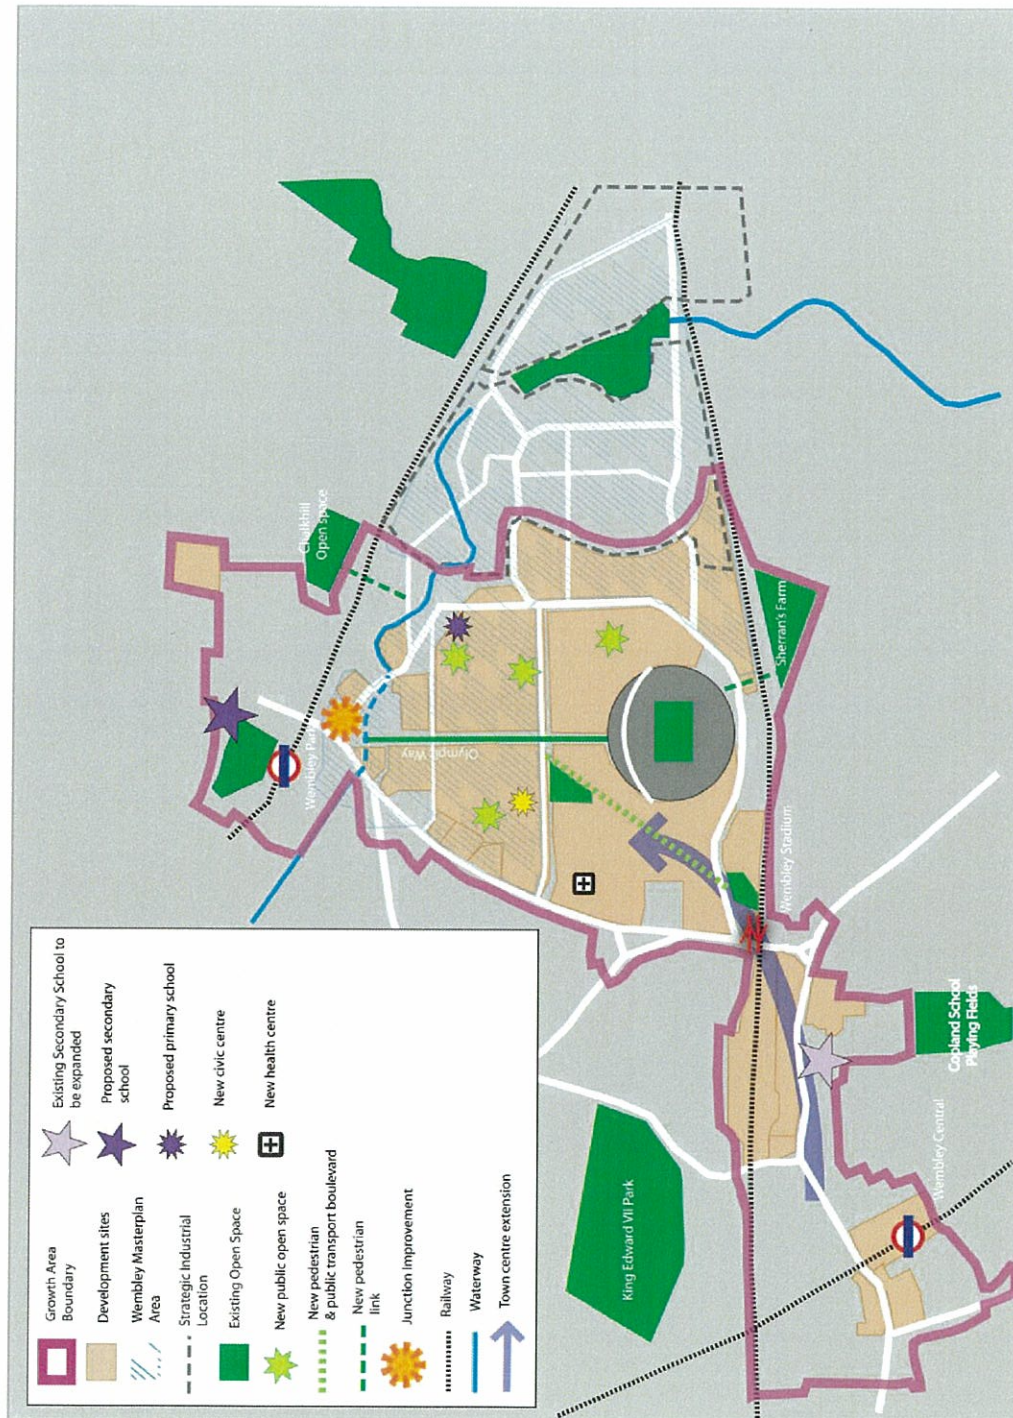 Growth Area
Boundary
Development sites
Wembley Masterplan
Area
Strategic Industrial
Location
Existing Open Space
New public open space
New pedestrian
& public transport boulevard
New pedestrian
link
Junction Improvement
Railway
Waterway
Town centre extension
Existing Secondary School to
be expanded
Proposed secondary
school
Proposed primary school
New civic centre
New health centre
Chalkhill
Open space
Wembley Park
Olympic Way
Sherran's Farm
Wembley Stadium
Copland School
Playing Fields
King Edward VII Park
Wembley Central